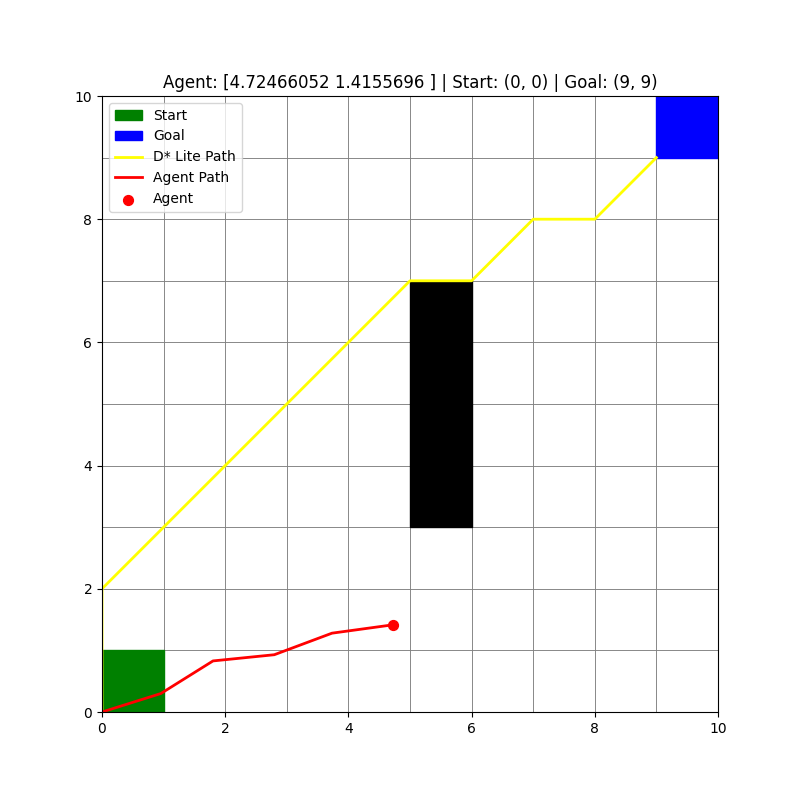 Agent: [4.72466052 1.4155696 ] | Start: (0, 0) | Goal: (9, 9)
Start
Goal
D* Lite Path
Agent Path
Agent
10
8
6
4
2
0
0 2 4 6 8 10